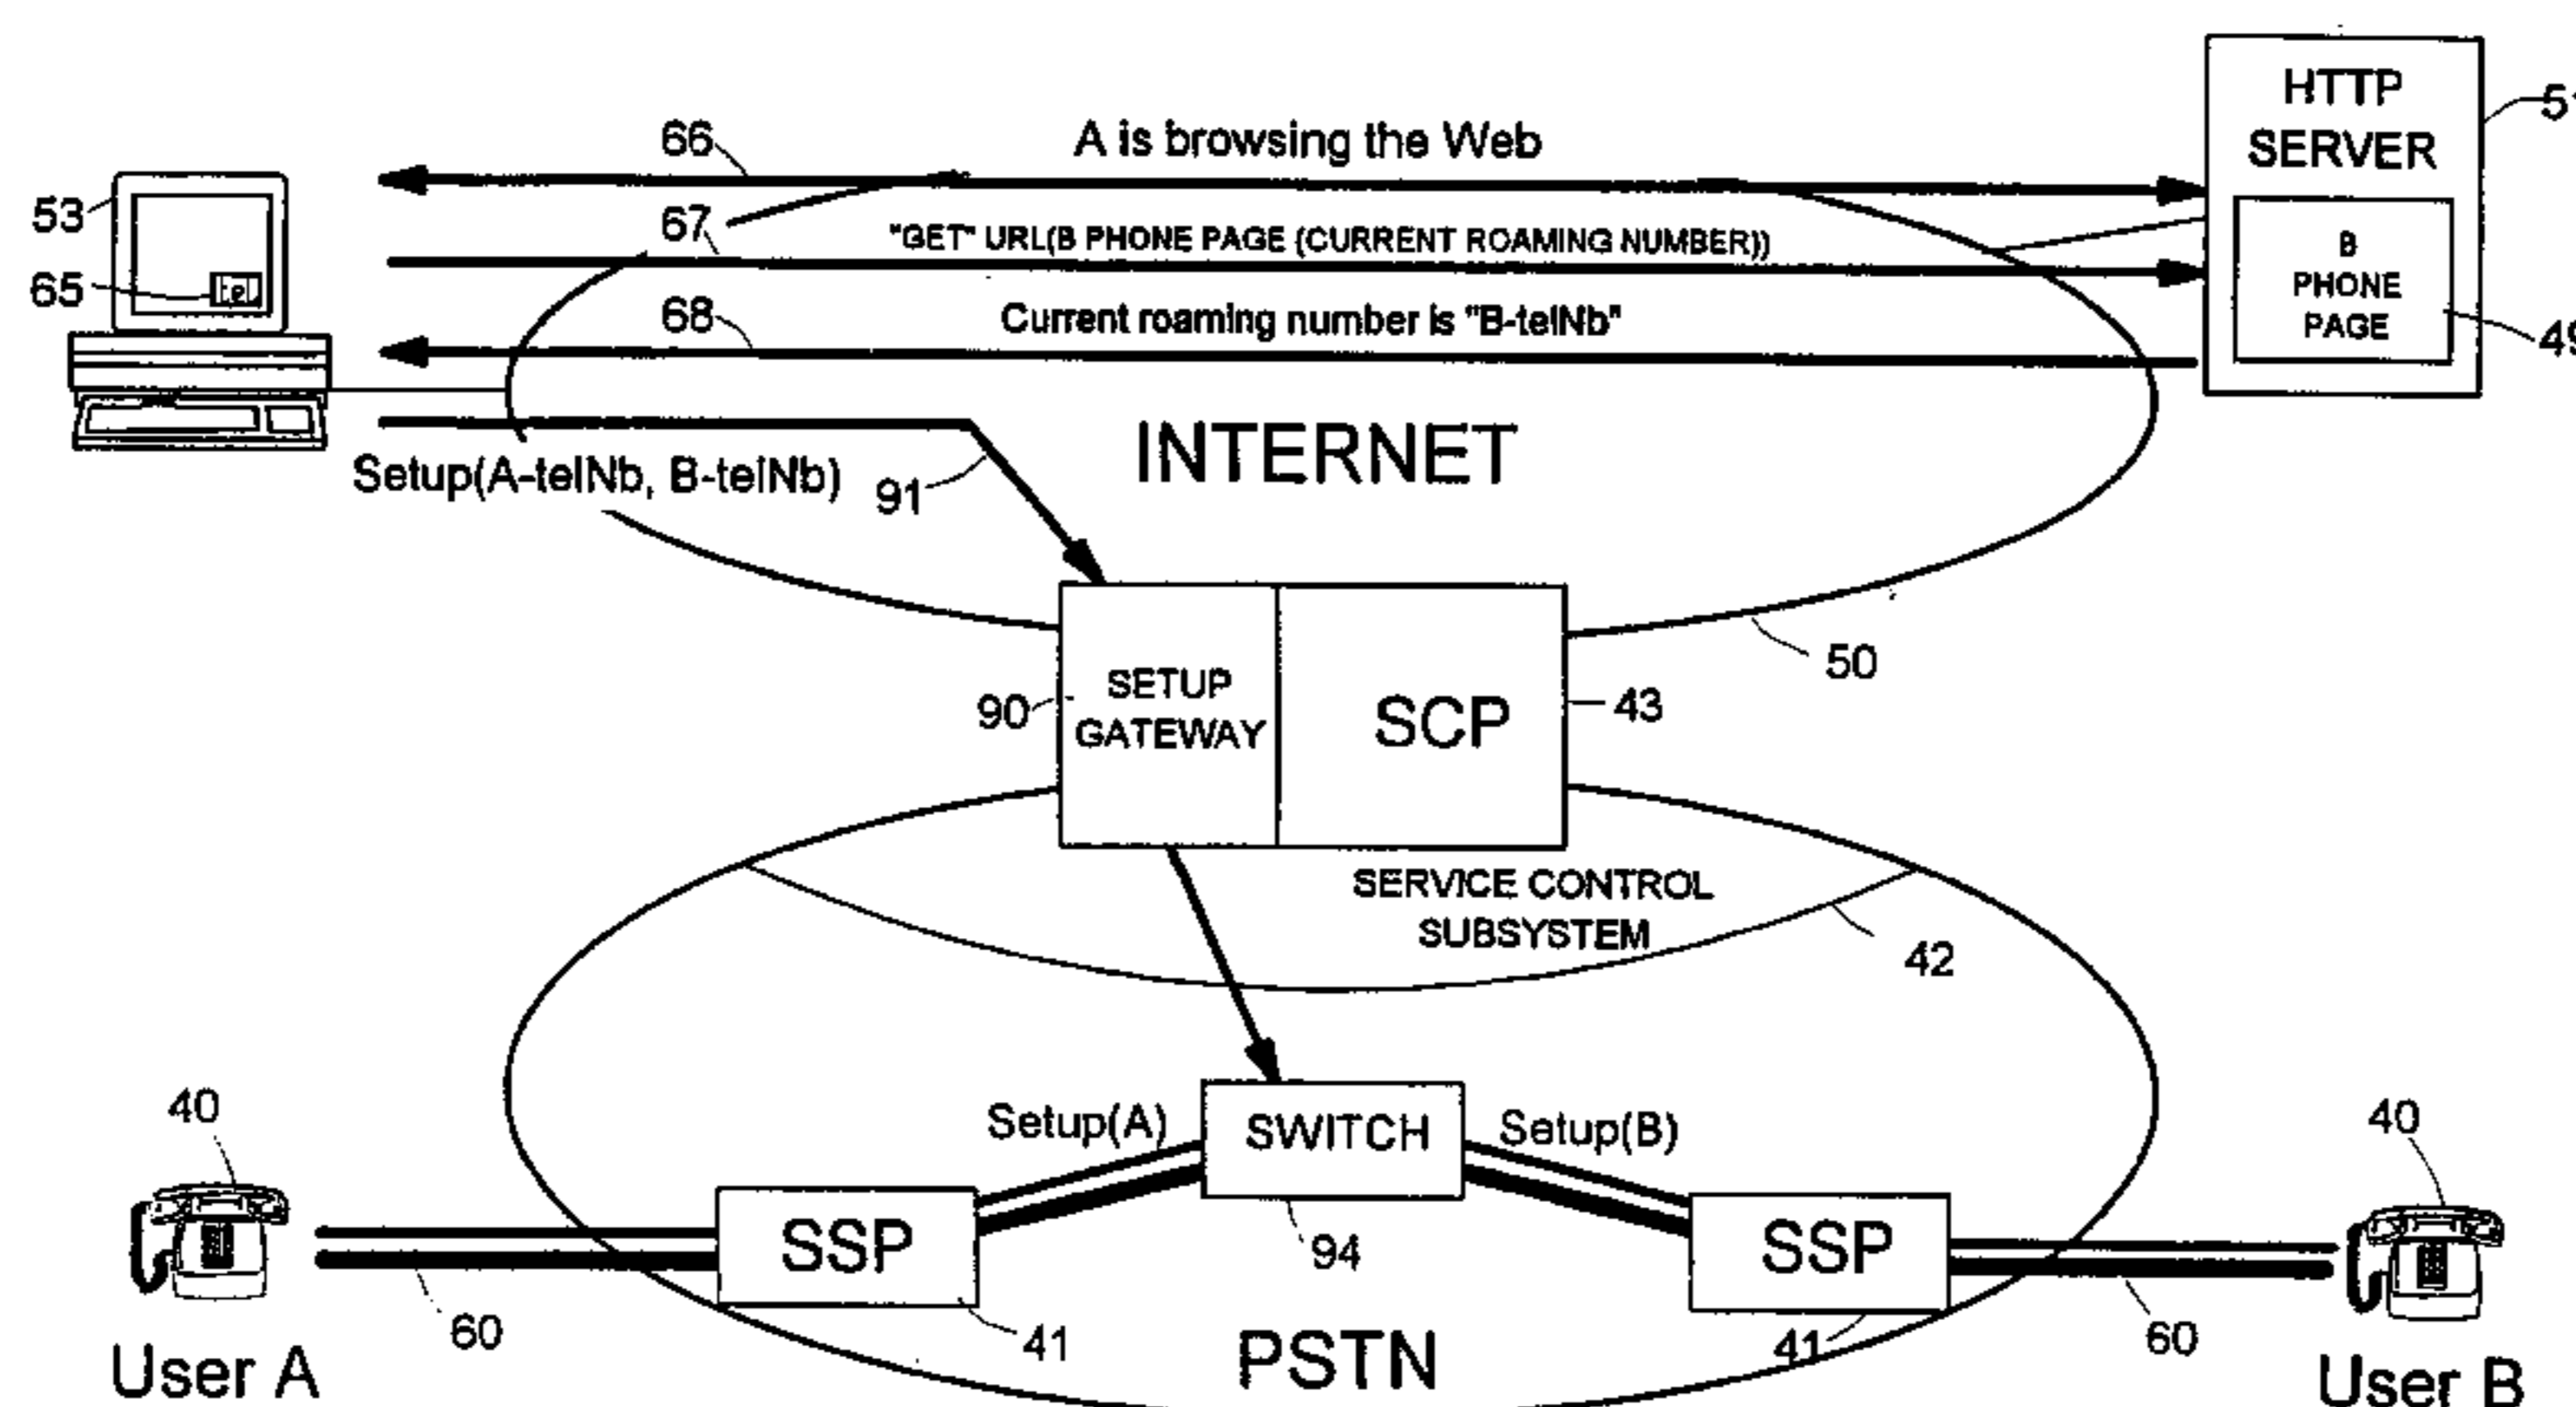 HTTP
SERVER
51
66
A is browsing the Web
53
67
"GET" URL(B PHONE PAGE (CURRENT ROAMING NUMBER))
B
PHONE
PAGE
65
68
Current roaming number is "B-telNb"
49
INTERNET
Setup(A-telNb, B-telNb)
91
50
90
SETUP
GATEWAY
SCP
43
SERVICE CONTROL
SUBSYSTEM
42
40
Setup(A)
SWITCH
Setup(B)
40
SSP
94
SSP
60
41
41
60
User A
PSTN
User B